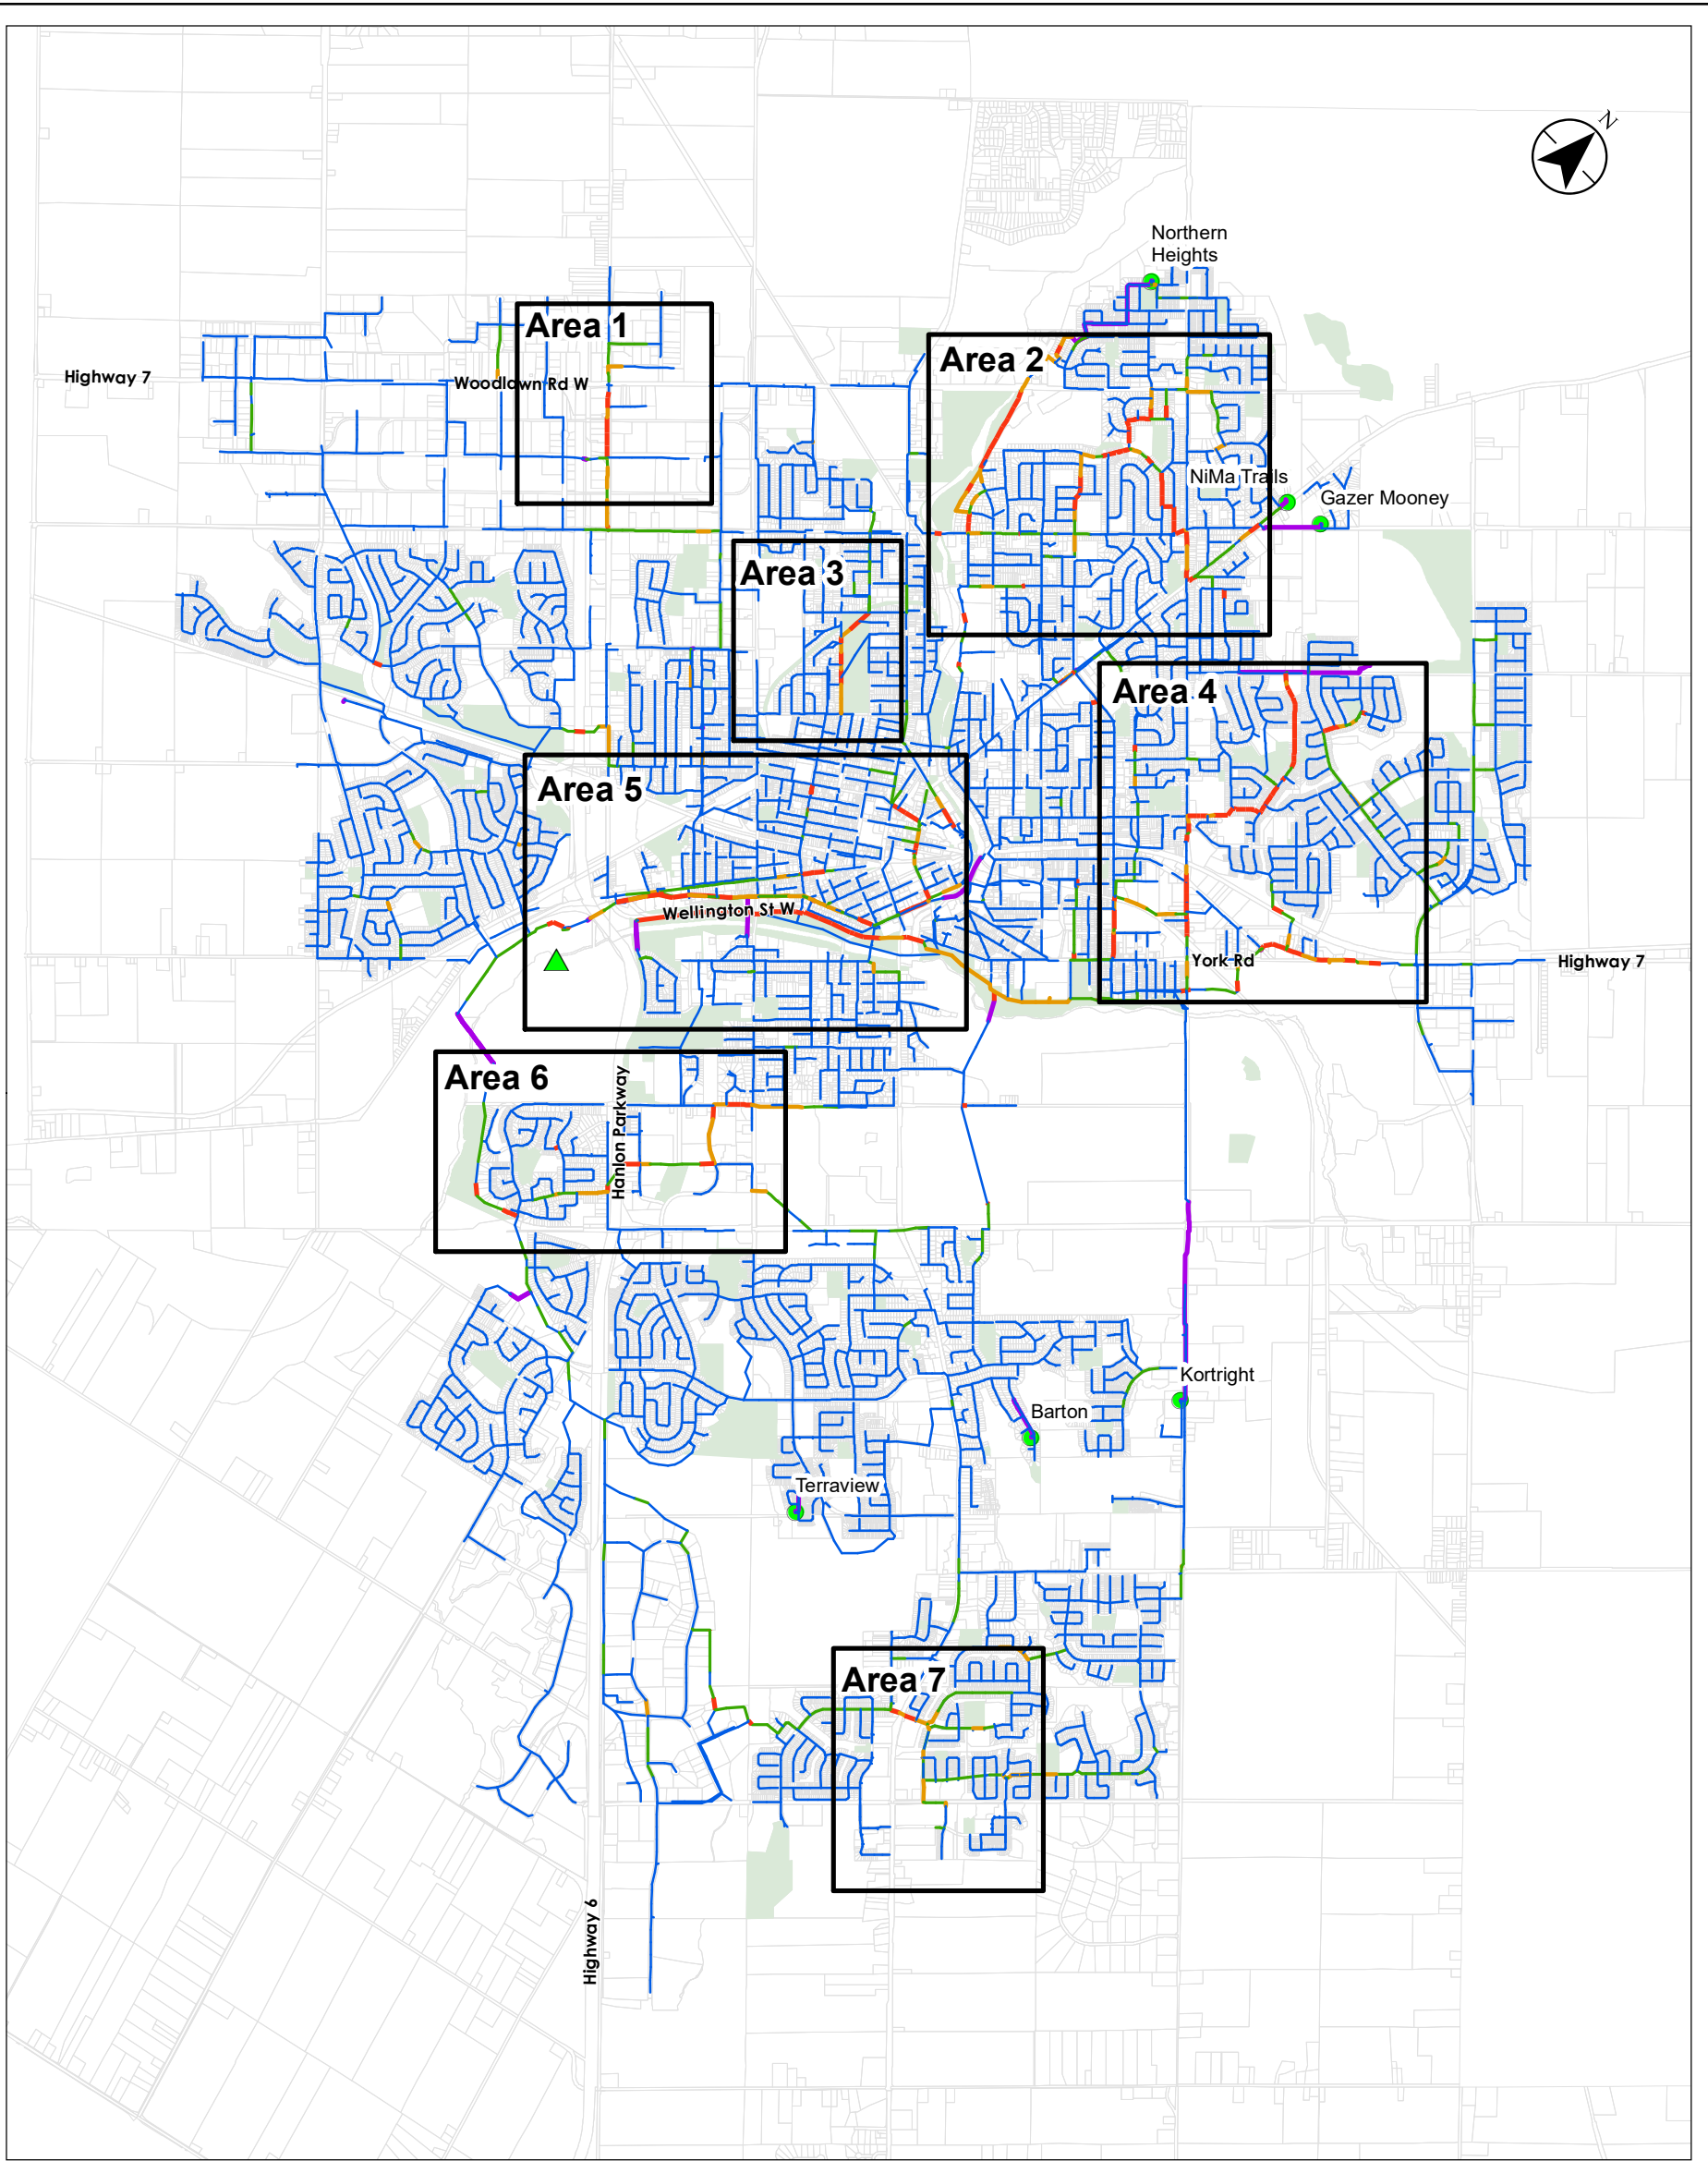 N
Northern
Heights
Area 1
Area 2
Highway 7
Woodlawn Rd W
NiMa Trails
Gazer Mooney
Area 3
Area 4
Area 5
Wellington St W
York Rd
Highway 7
Area 6
Hanlon Parkway
Kortright
Barton
Terraview
Area 7
Highway 6